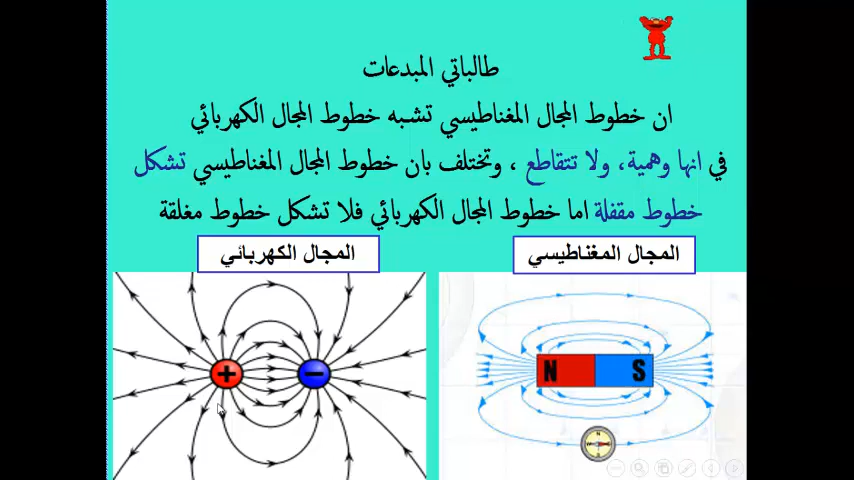 طالباتي المبدعات
ان خطوط المجال المغناطيسي تشبه خطوط المجال الكهربائي
في انها وهمية، ولا تتقاطع ، وتختلف بان خطوط المجال المغناطيسي تشكل
خطوط مقفلة اما خطوط المجال الكهربائي فلا تشكل خطوط مغلقة
المجال المغناطيسي
المجال الكهربائي
+ −
N S